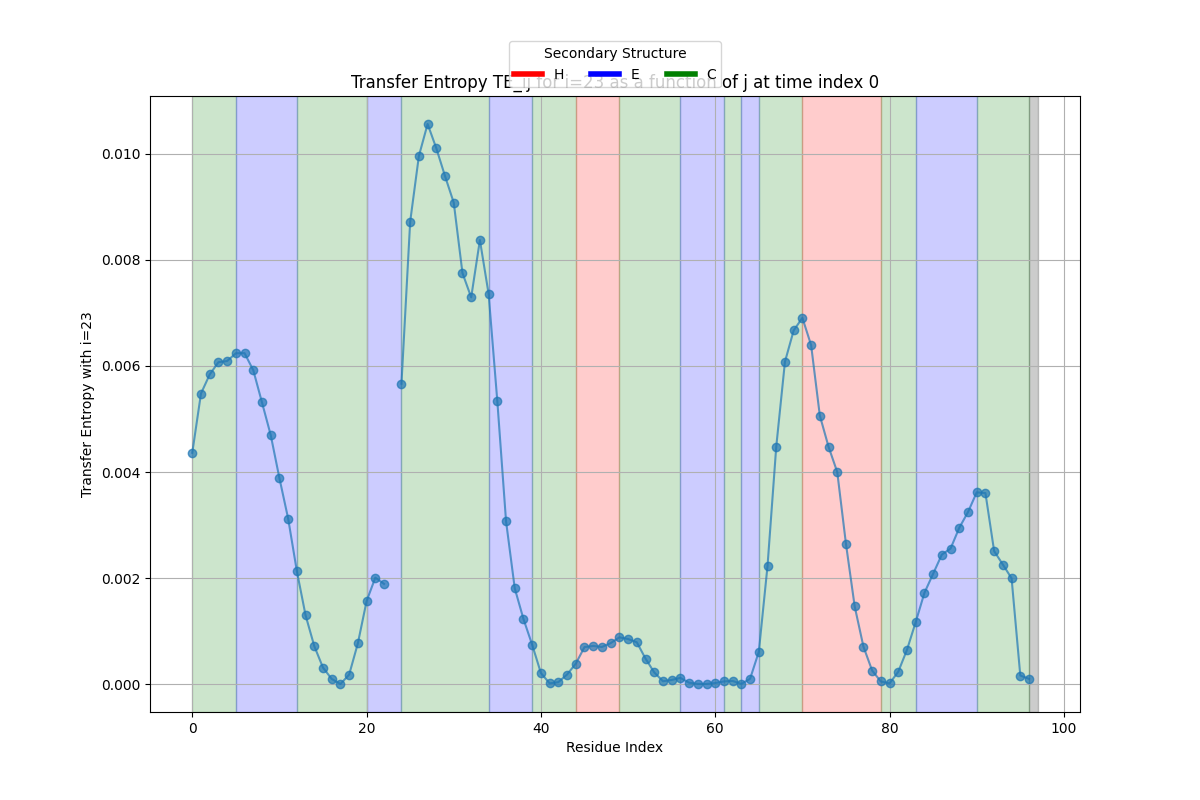 Secondary Structure
H E C
Transfer Entropy TE_ij for i=23 as a function of j at time index 0
Transfer Entropy with i=23
0.010
0.008
0.006
0.004
0.002
0.000
0 20 40 60 80 100
Residue Index